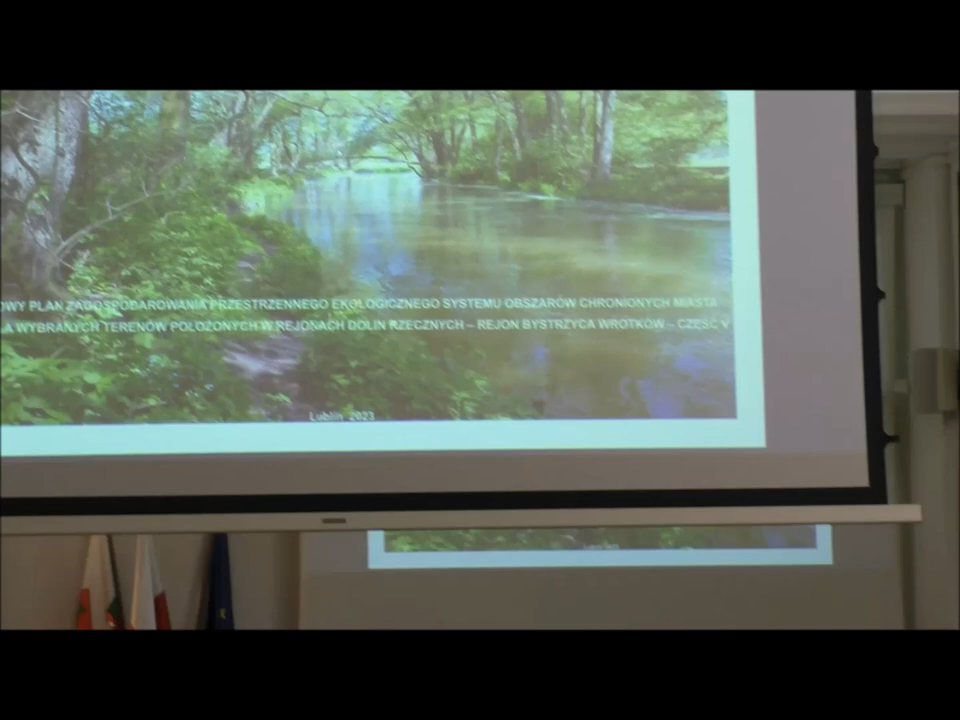 OWY PLAN ZAGOSPODAROWANIA PRZESTRZENNEGO EKOLOGICZNEGO SYSTEMU OBSZARÓW CHRONIONYCH MIASTA
LA WYBRANYCH TERENÓW POŁOŻONYCH W REJONACH DOLIN RZECZNYCH – REJON BYSTRZYCA WROTKÓW – CZĘŚĆ V
Lublin 2023